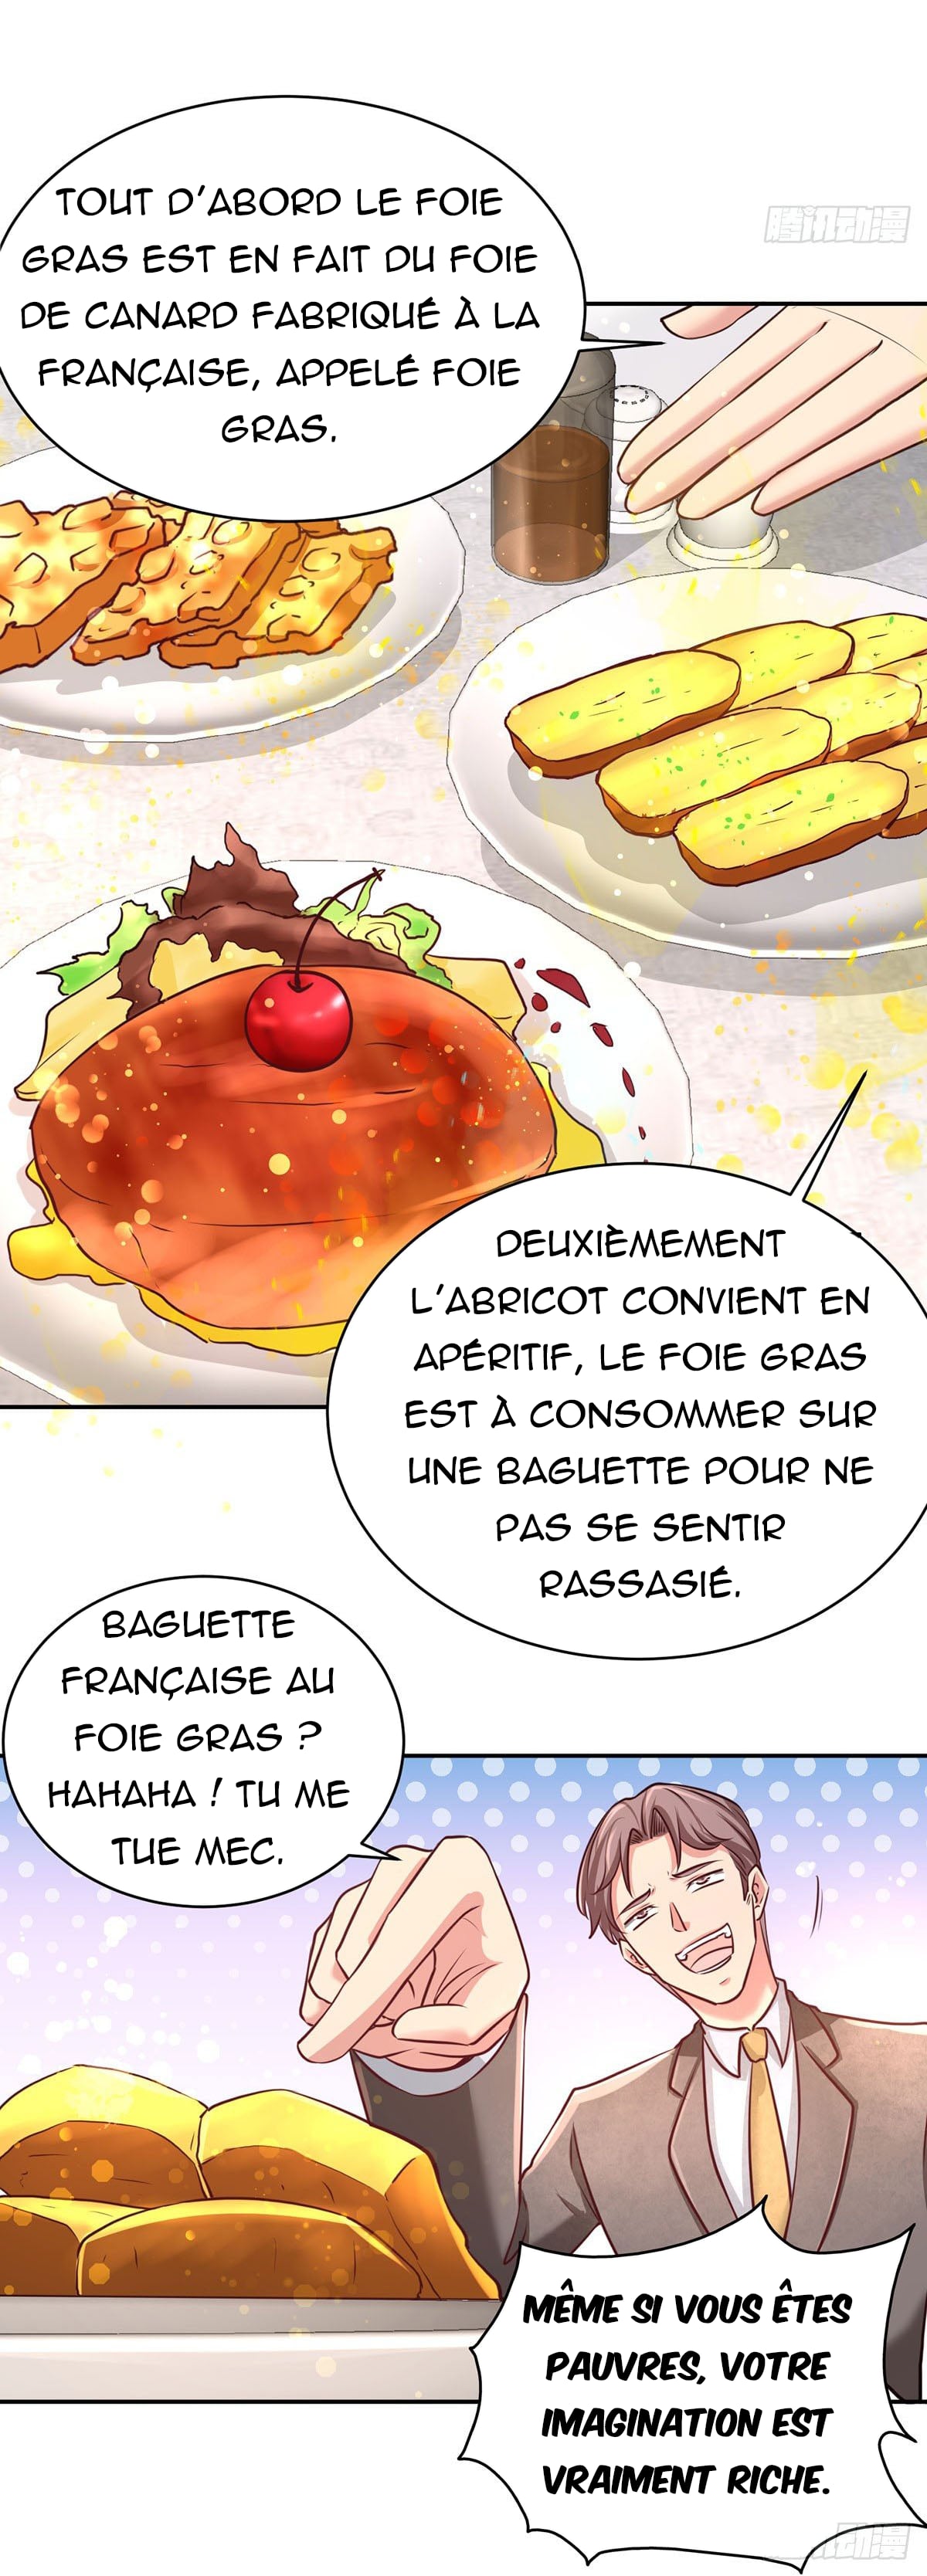 腾讯动漫
TOUT D'ABORD LE FOIE
GRAS EST EN FAIT DU FOIE
DE CANARD FABRIQUÉ À LA
FRANÇAISE, APPELÉ FOIE
GRAS.
DEUXIÈMEMENT
L'ABRICOT CONVIENT EN
APÉRITIF, LE FOIE GRAS
EST À CONSOMMER SUR
UNE BAGUETTE POUR NE
PAS SE SENTIR
RASSASIÉ.
BAGUETTE
FRANÇAISE AU
FOIE GRAS ?
HAHAHA ! TU ME
TUE MEC.
MÊME SI VOUS ÊTES
PAUVRES, VOTRE
IMAGINATION EST
VRAIMENT RICHE.
动漫